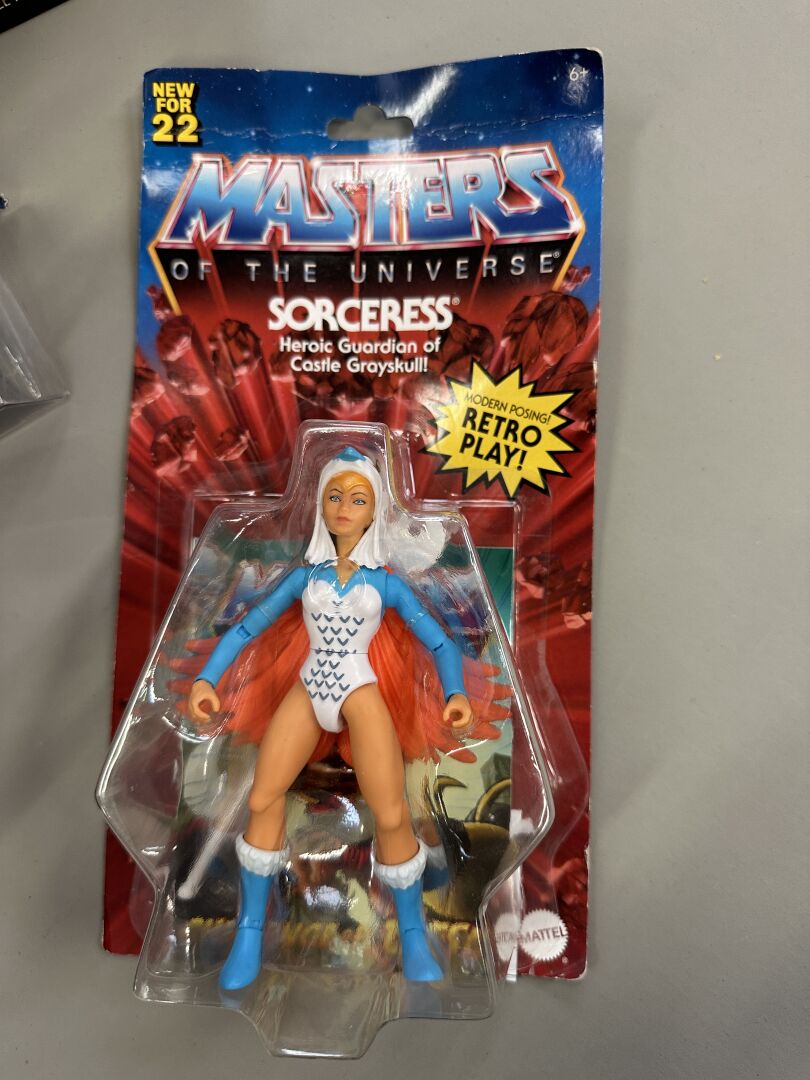 NEW
FOR
22
6+
MASTERS
OF THE UNIVERSE®
SORCERESS®
Heroic Guardian of
Castle Grayskull!
MODERN POSING!
RETRO
PLAY!
MATTEL
®